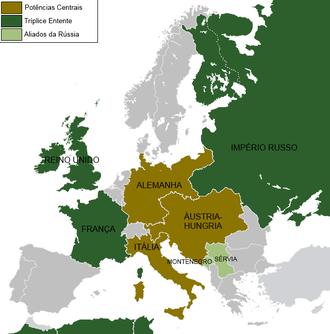 Potências Centrais
Tríplice Entente
Aliados da Rússia
IMPÉRIO RUSSO
REINO UNIDO
ALEMANHA
ÁUSTRIA-
HUNGRIA
FRANÇA
ITÁLIA
MONTENEGRO
SÉRVIA